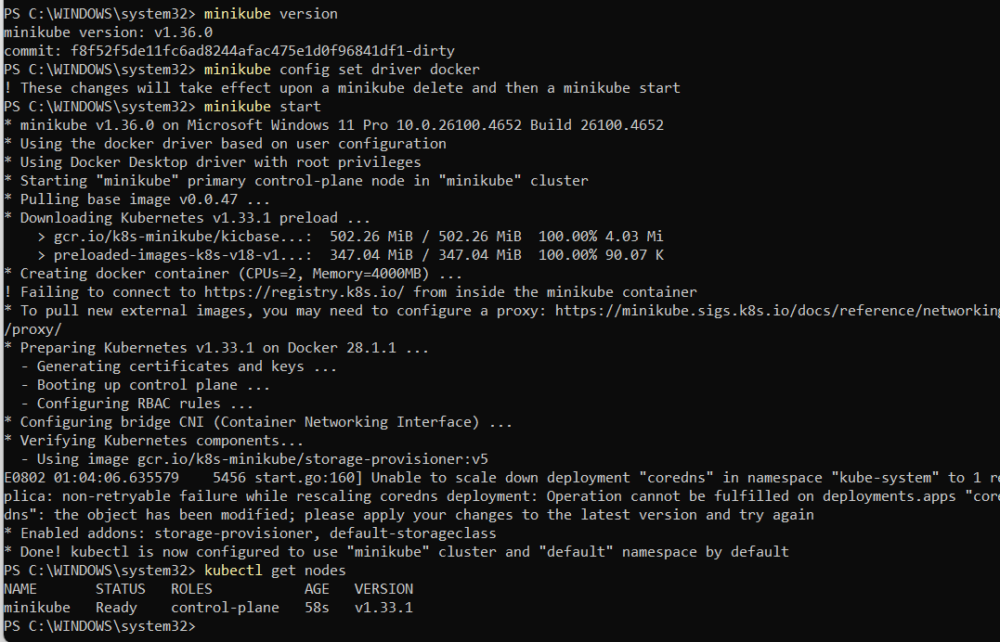 PS C:\WINDOWS\system32> minikube version
minikube version: v1.36.0
commit: f8f52f5de11fc6ad8244afac475e1d0f96841df1-dirty
PS C:\WINDOWS\system32> minikube config set driver docker
! These changes will take effect upon a minikube delete and then a minikube start
PS C:\WINDOWS\system32> minikube start
* minikube v1.36.0 on Microsoft Windows 11 Pro 10.0.26100.4652 Build 26100.4652
* Using the docker driver based on user configuration
* Using Docker Desktop driver with root privileges
* Starting "minikube" primary control-plane node in "minikube" cluster
* Pulling base image v0.0.47 ...
* Downloading Kubernetes v1.33.1 preload ...
    > gcr.io/k8s-minikube/kicbase...:  502.26 MiB / 502.26 MiB  100.00% 4.03 Mi
    > preloaded-images-k8s-v18-v1...:  347.04 MiB / 347.04 MiB  100.00% 90.07 K
* Creating docker container (CPUs=2, Memory=4000MB) ...
! Failing to connect to https://registry.k8s.io/ from inside the minikube container
* To pull new external images, you may need to configure a proxy: https://minikube.sigs.k8s.io/docs/reference/networking
/proxy/
* Preparing Kubernetes v1.33.1 on Docker 28.1.1 ...
  - Generating certificates and keys ...
  - Booting up control plane ...
  - Configuring RBAC rules ...
* Configuring bridge CNI (Container Networking Interface) ...
* Verifying Kubernetes components...
  - Using image gcr.io/k8s-minikube/storage-provisioner:v5
E0802 01:04:06.635579    5456 start.go:160] Unable to scale down deployment "coredns" in namespace "kube-system" to 1 re
plica: non-retryable failure while rescaling coredns deployment: Operation cannot be fulfilled on deployments.apps "core
dns": the object has been modified; please apply your changes to the latest version and try again
* Enabled addons: storage-provisioner, default-storageclass
* Done! kubectl is now configured to use "minikube" cluster and "default" namespace by default
PS C:\WINDOWS\system32> kubectl get nodes
NAME       STATUS   ROLES           AGE   VERSION
minikube   Ready    control-plane   58s   v1.33.1
PS C:\WINDOWS\system32>